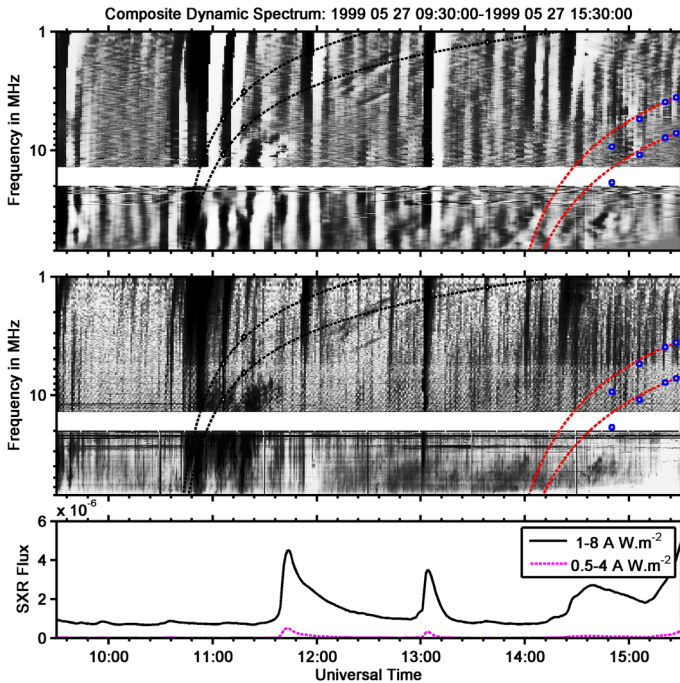 Composite Dynamic Spectrum: 1999 05 27 09:30:00-1999 05 27 15:30:00
1
10
Frequency in MHz
1
10
Frequency in MHz
x 10⁻⁶
6
4
2
0
SXR Flux
1-8 A W.m⁻²
0.5-4 A W.m⁻²
10:00 11:00 12:00 13:00 14:00 15:00
Universal Time